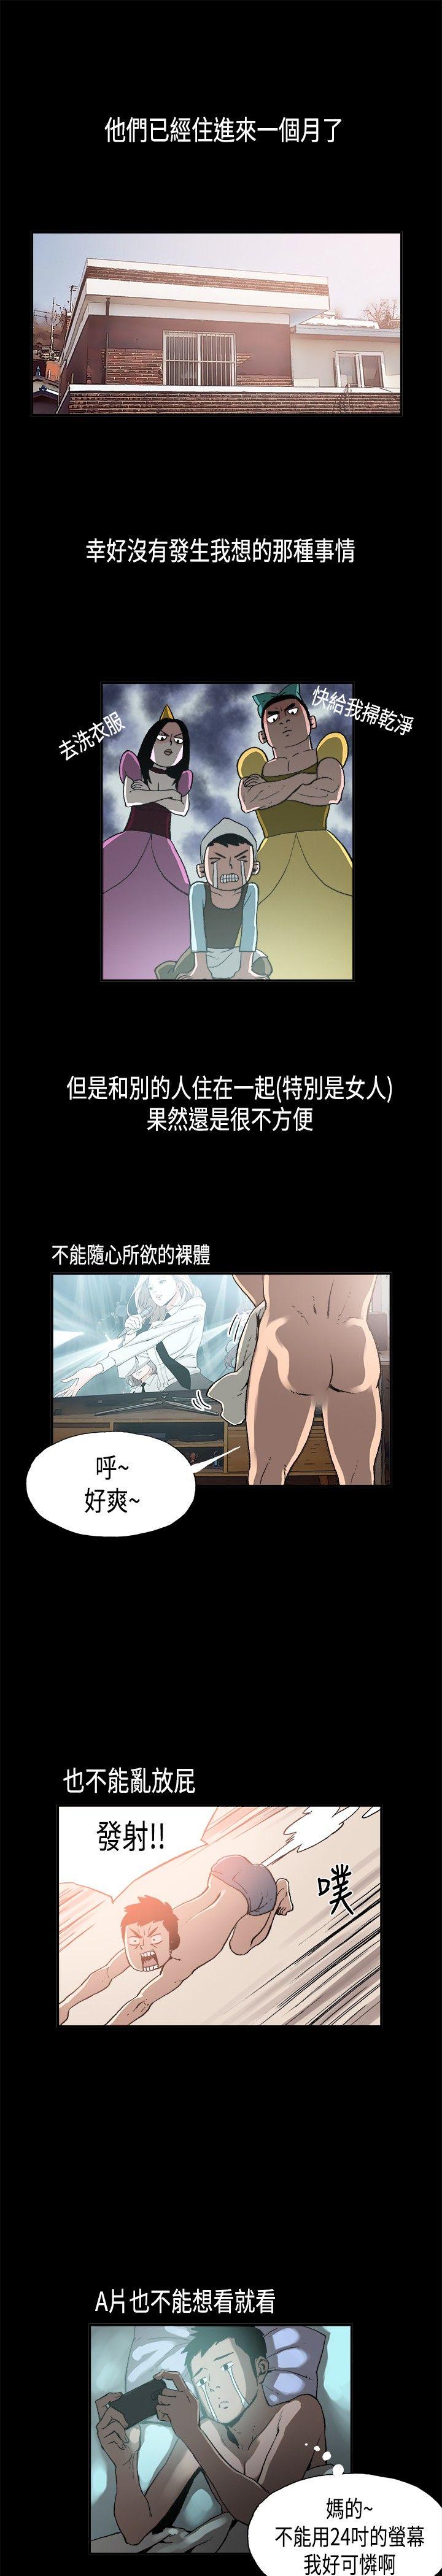 他們已經住進來一個月了
幸好沒有發生我想的那種事情
去洗衣服
快給我掃乾淨
但是和別的人住在一起(特別是女人)
果然還是很不方便
不能隨心所欲的裸體
呼~
好爽~
也不能亂放屁
發射!!
噗
A片也不能想看就看
媽的~
不能用24吋的螢幕
我好可憐啊